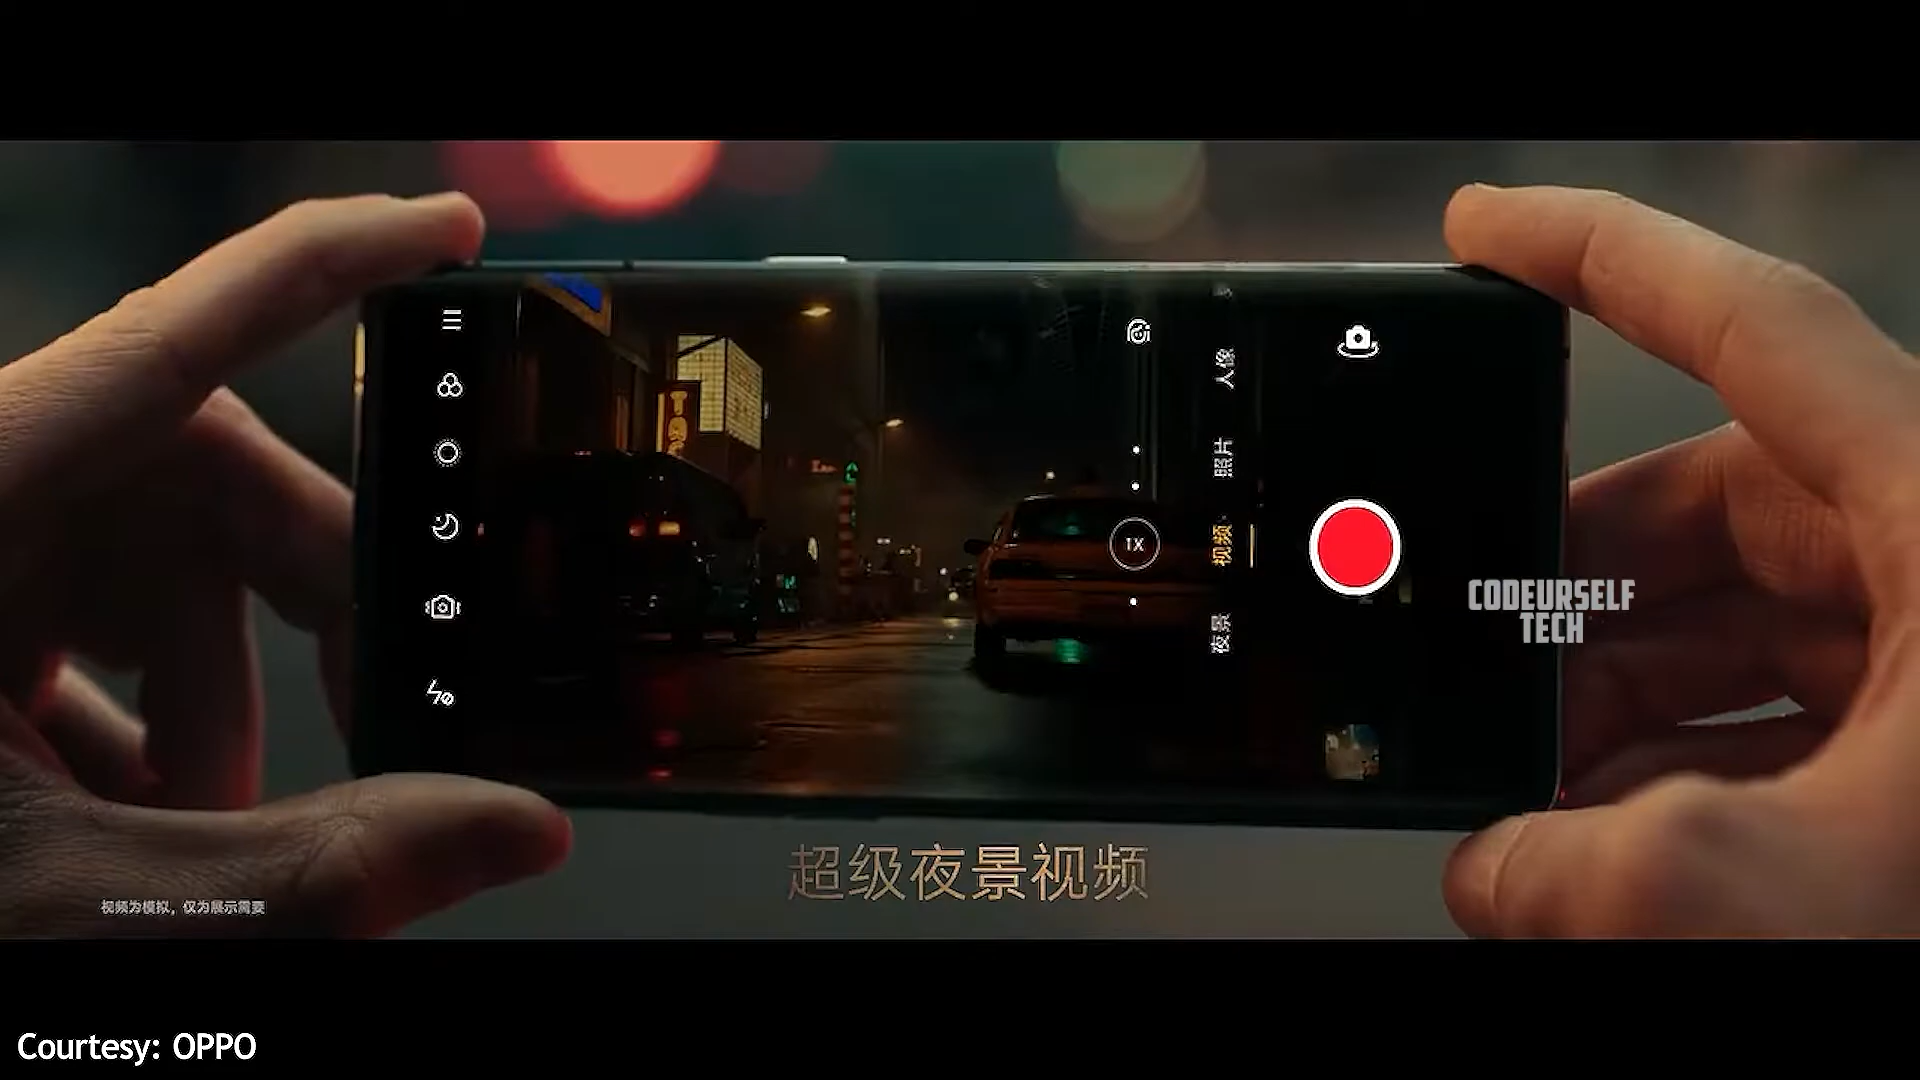 人像
照片
视频
夜景
1X
CODEURSELF
TECH
超级夜景视频
视频为模拟，仅为展示需要
Courtesy: OPPO